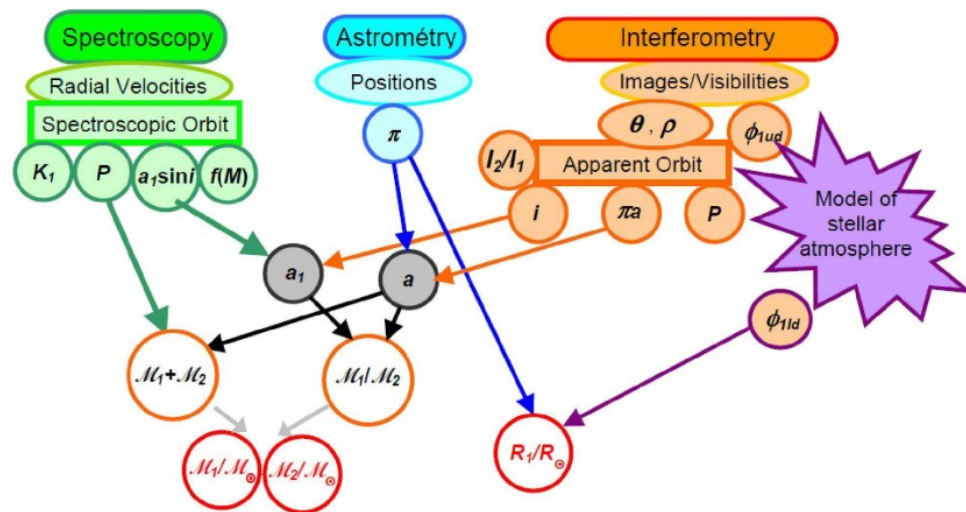 Spectroscopy
Astrométry
Interferometry
Radial Velocities
Positions
Images/Visibilities
Spectroscopic Orbit
π
θ , ρ
ϕ1ud
K1
P
a1sini
f(M)
I2/I1
Apparent Orbit
i
πa
P
Model of
stellar
atmosphere
a1
a
ϕ1ld
ℳ1+ℳ2
ℳ1/ℳ2
ℳ1/ℳ⊙
ℳ2/ℳ⊙
R1/R⊙